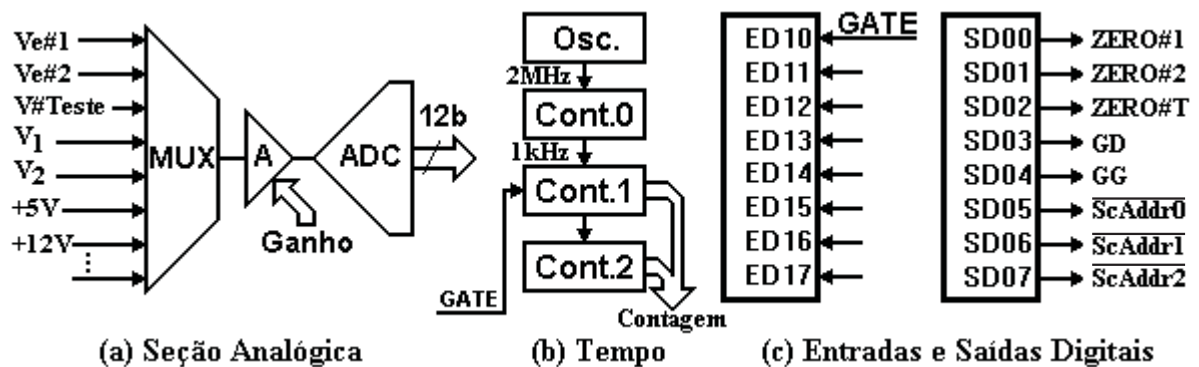 Ve#1
Ve#2
V#Teste
V1
V2
+5V
+12V
⋮
MUX
A
Ganho
ADC
12b
(a) Seção Analógica
Osc.
2MHz
Cont.0
1kHz
Cont.1
Cont.2
GATE
Contagem
(b) Tempo
ED10 GATE
ED11
ED12
ED13
ED14
ED15
ED16
ED17
SD00 ZERO#1
SD01 ZERO#2
SD02 ZERO#T
SD03 GD
SD04 GG
SD05 ScAddr0
SD06 ScAddr1
SD07 ScAddr2
(c) Entradas e Saídas Digitais